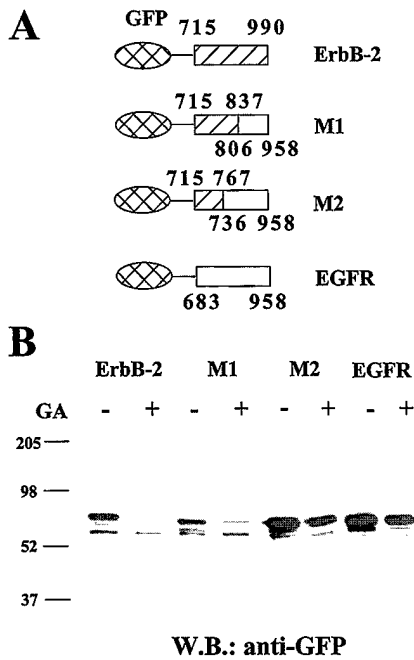 A
GFP 715 990
ErbB-2
715 837
M1
806 958
715 767
M2
736 958
EGFR
683 958
B
ErbB-2 M1 M2 EGFR
GA - + - + - + - +
205
98
52
37
W.B.: anti-GFP